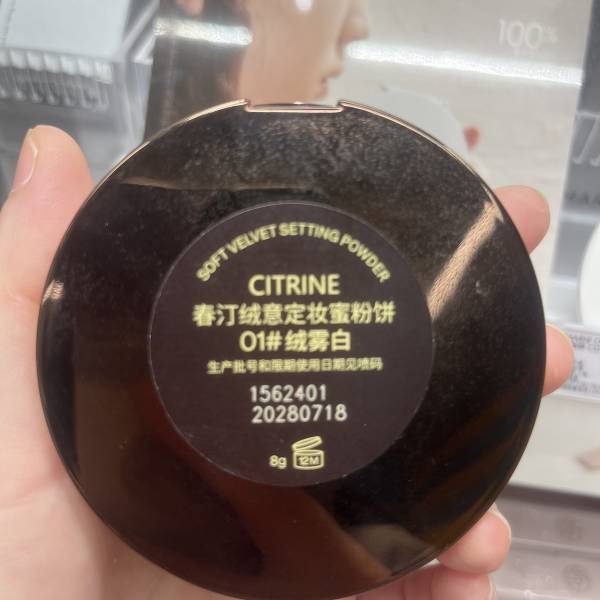 100%
SOFT VELVET SETTING POWDER
CITRINE
春汀绒意定妆蜜粉饼
01#绒雾白
生产批号和限期使用日期见喷码
1562401
20280718
8g 12M